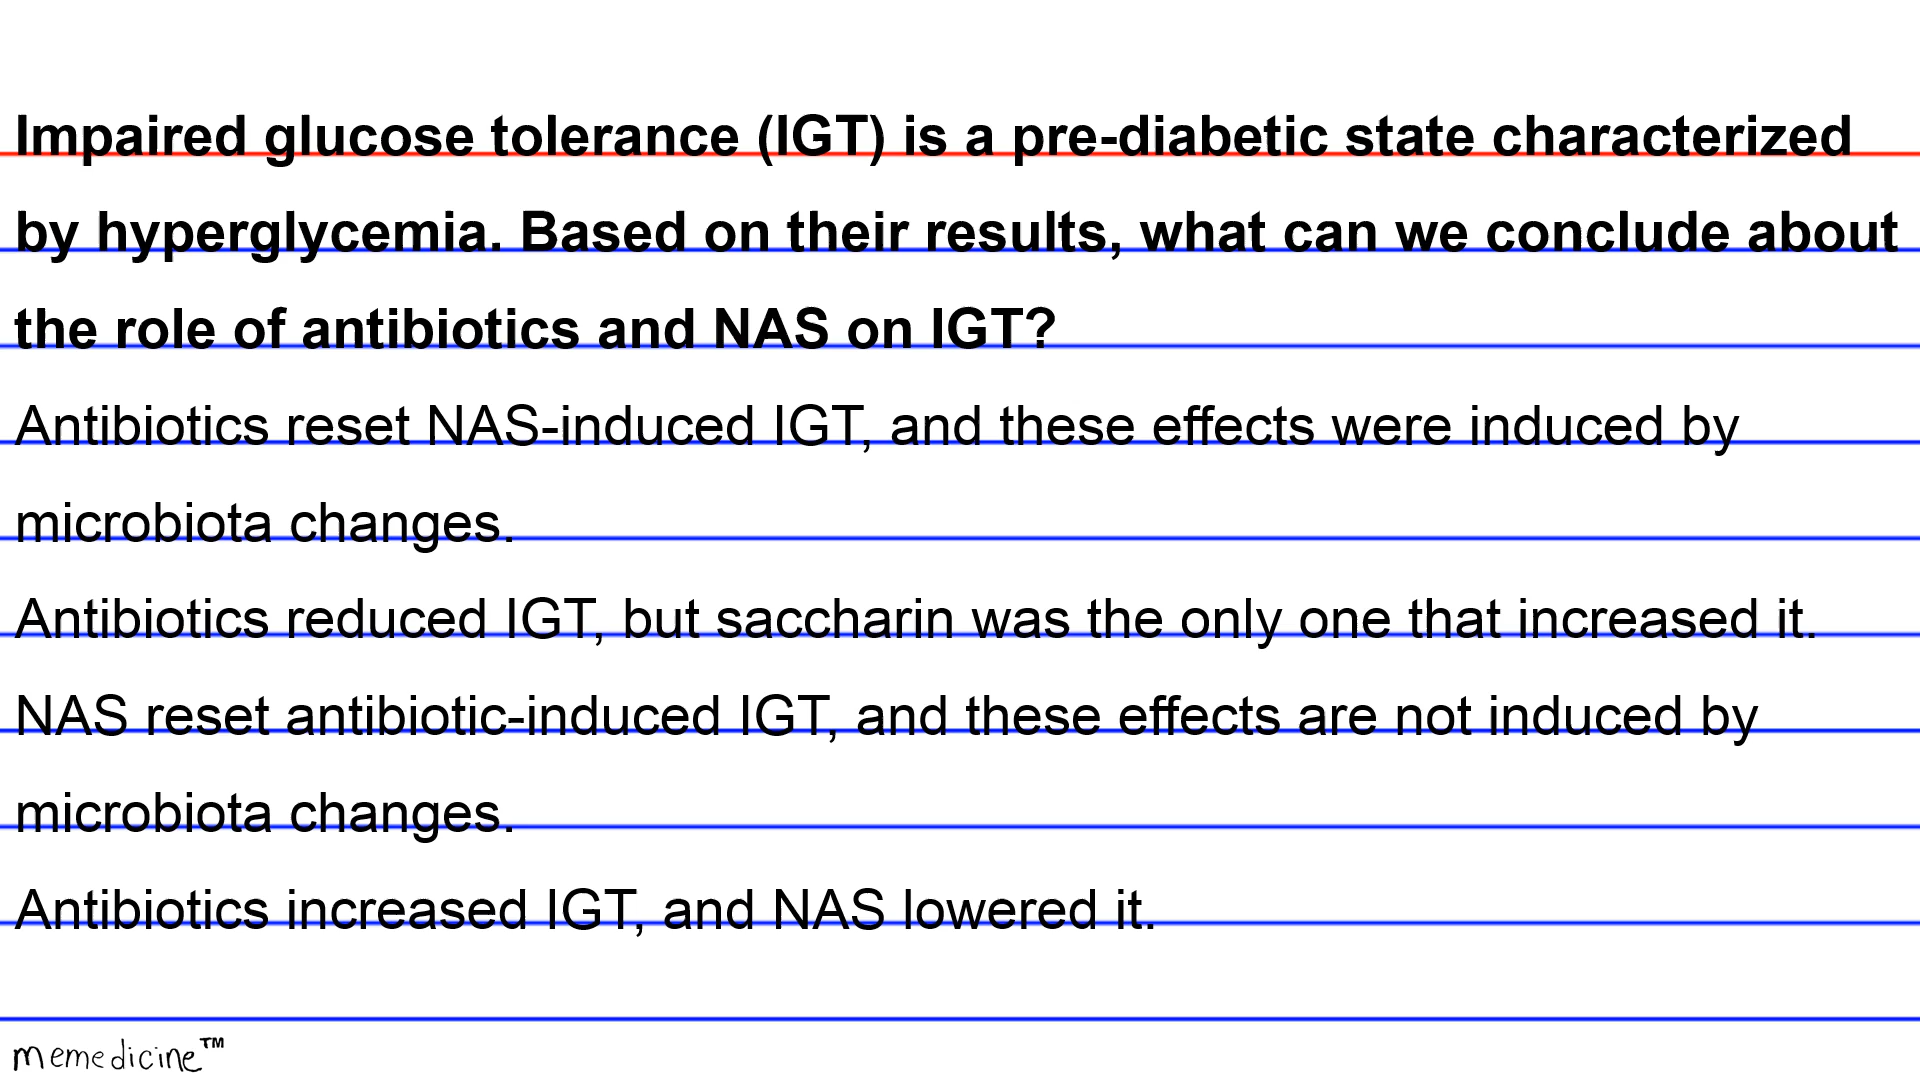 Impaired glucose tolerance (IGT) is a pre-diabetic state characterized
by hyperglycemia. Based on their results, what can we conclude about
the role of antibiotics and NAS on IGT?
Antibiotics reset NAS-induced IGT, and these effects were induced by
microbiota changes.
Antibiotics reduced IGT, but saccharin was the only one that increased it.
NAS reset antibiotic-induced IGT, and these effects are not induced by
microbiota changes.
Antibiotics increased IGT, and NAS lowered it.
memedicine™